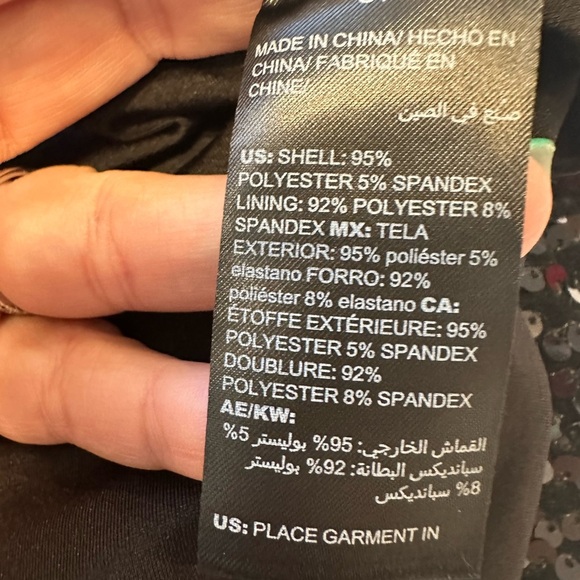 MADE IN CHINA/ HECHO EN
CHINA/ FABRIQUÉ EN
CHINE/
صنع في الصين
US: SHELL: 95%
POLYESTER 5% SPANDEX
LINING: 92% POLYESTER 8%
SPANDEX MX: TELA
EXTERIOR: 95% poliéster 5%
elastano FORRO: 92%
poliéster 8% elastano CA:
ÉTOFFE EXTÉRIEURE: 95%
POLYESTER 5% SPANDEX
DOUBLURE: 92%
POLYESTER 8% SPANDEX
AE/KW:
القماش الخارجي: 95% بوليستر 5%
سبانديكس البطانة: 92% بوليستر
8% سبانديكس
US: PLACE GARMENT IN